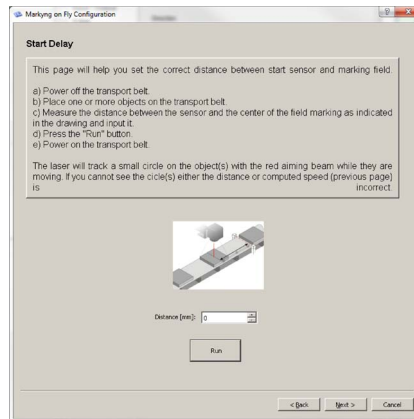 Markyng on Fly Configuration
Start Delay
This page will help you set the correct distance between start sensor and marking field.
a) Power off the transport belt.
b) Place one or more objects on the transport belt.
c) Measure the distance between the sensor and the center of the field marking as indicated
in the drawing and input it.
d) Press the "Run" button.
e) Power on the transport belt.
The laser will track a small circle on the object(s) with the red aiming beam while they are
moving. If you cannot see the cicle(s) either the distance or computed speed (previous page)
is incorrect.
Distance [mm]: 0
Run
< Back Next > Cancel